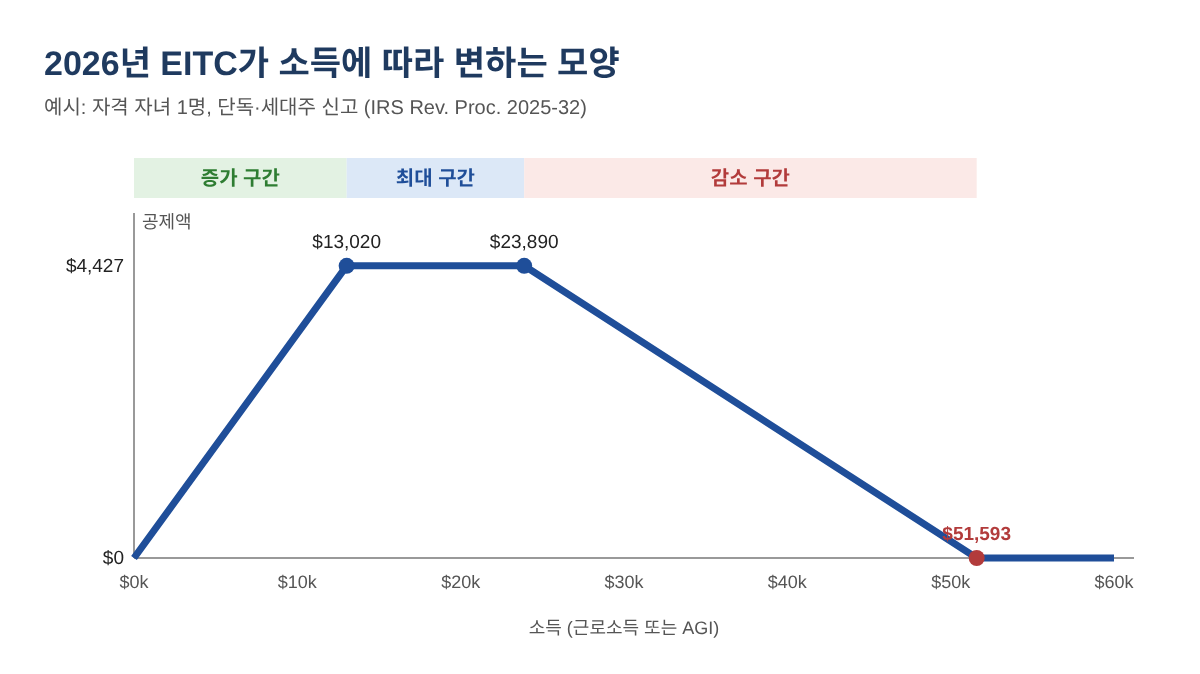 2026년 EITC가 소득에 따라 변하는 모양
예시: 자격 자녀 1명, 단독·세대주 신고 (IRS Rev. Proc. 2025-32)
증가 구간
최대 구간
감소 구간
공제액
$13,020
$23,890
$4,427
$51,593
$0
$0k
$10k
$20k
$30k
$40k
$50k
$60k
소득 (근로소득 또는 AGI)